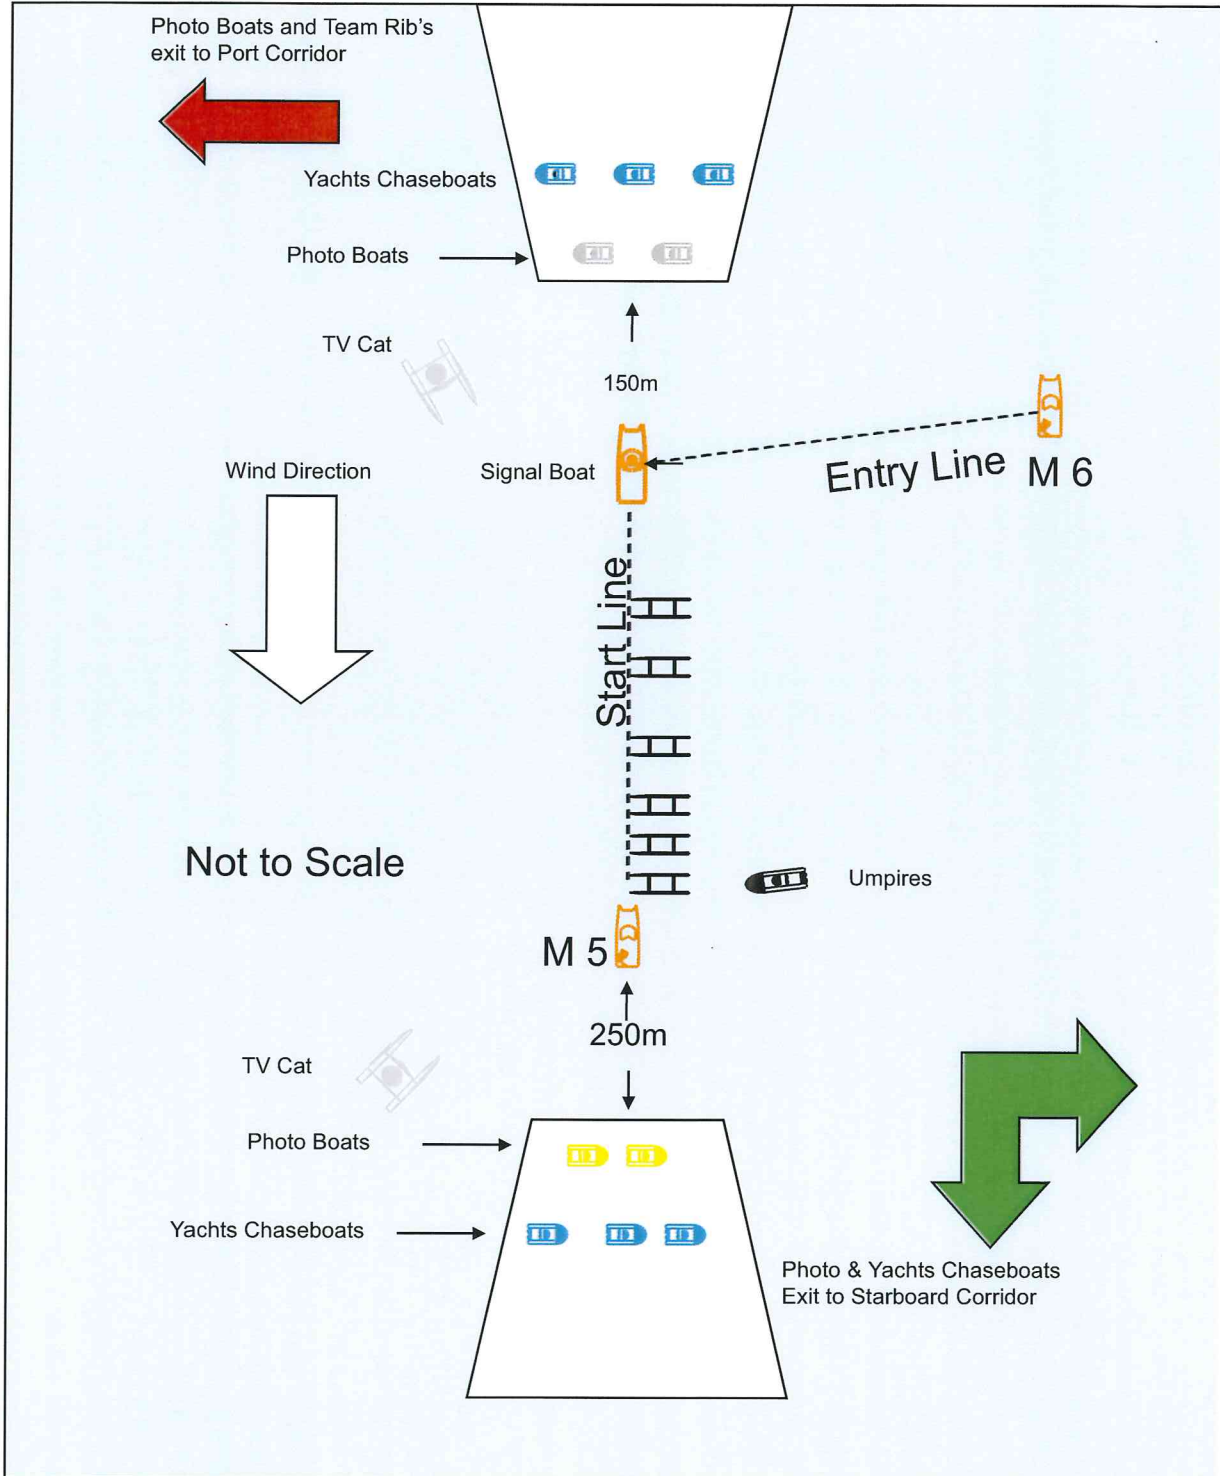 Photo Boats and Team Rib's
exit to Port Corridor
Yachts Chaseboats
Photo Boats
TV Cat
150m
Wind Direction
Signal Boat
Entry Line
M 6
Start Line
Not to Scale
Umpires
M 5
250m
TV Cat
Photo Boats
Yachts Chaseboats
Photo & Yachts Chaseboats
Exit to Starboard Corridor